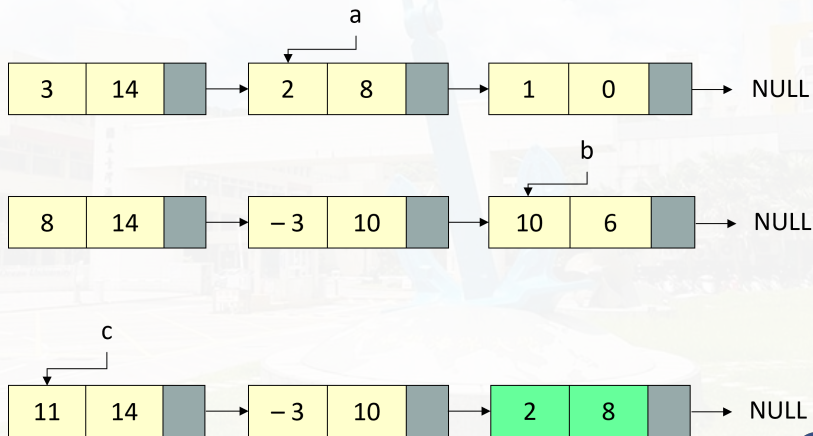 a
3 14 2 8 1 0 NULL
b
8 14 – 3 10 10 6 NULL
c
11 14 – 3 10 2 8 NULL